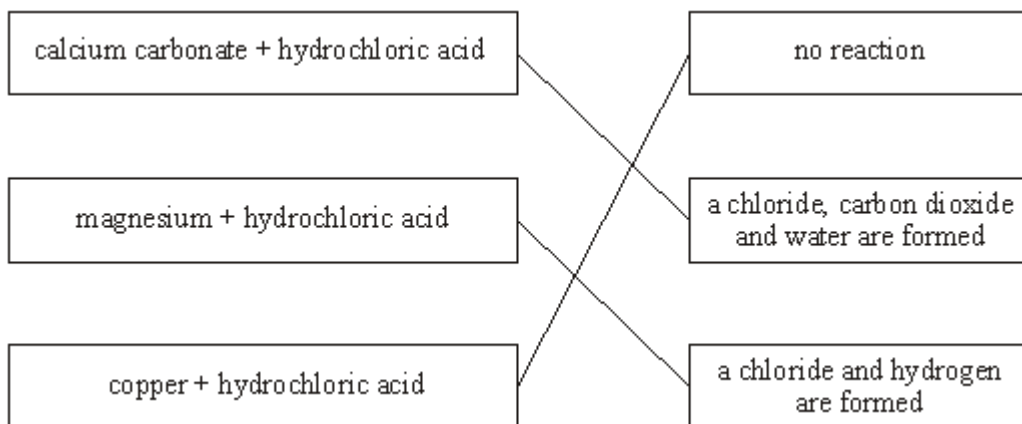 calcium carbonate + hydrochloric acid
no reaction
magnesium + hydrochloric acid
a chloride, carbon dioxide
and water are formed
copper + hydrochloric acid
a chloride and hydrogen
are formed